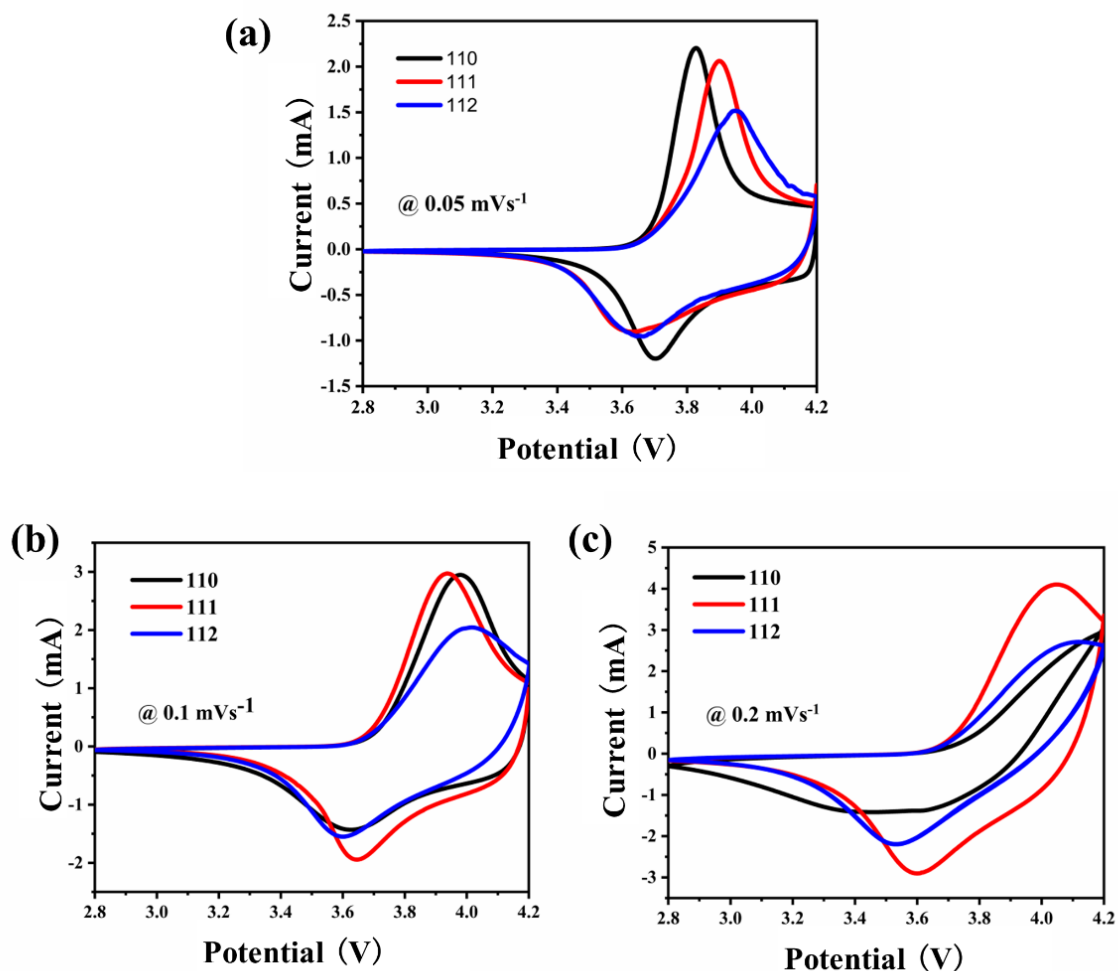 (a)
2.5
2.0
1.5
1.0
0.5
0.0
-0.5
-1.0
-1.5
Current (mA)
110
111
112
@ 0.05 mVs-1
2.8 3.0 3.2 3.4 3.6 3.8 4.0 4.2
Potential (V)
(b)
3
2
1
0
-1
-2
Current (mA)
110
111
112
@ 0.1 mVs-1
2.8 3.0 3.2 3.4 3.6 3.8 4.0 4.2
Potential (V)
(c)
5
4
3
2
1
0
-1
-2
-3
Current (mA)
110
111
112
@ 0.2 mVs-1
2.8 3.0 3.2 3.4 3.6 3.8 4.0 4.2
Potential (V)